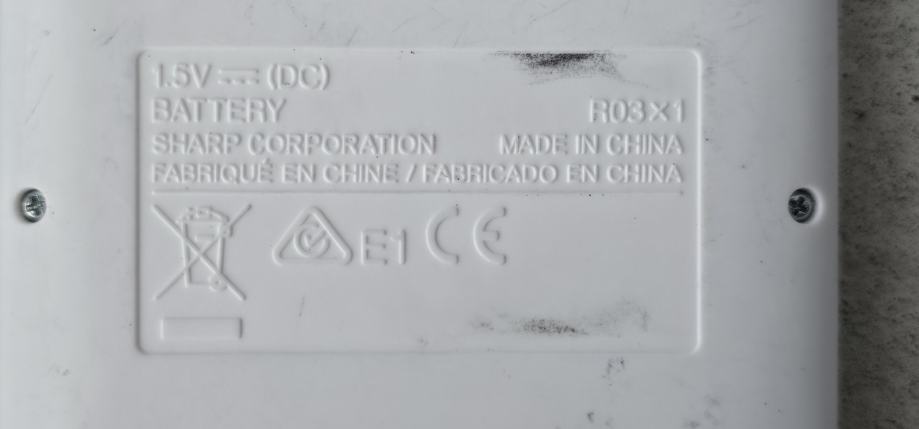 1.5V ⎓ (DC)
BATTERY R03×1
SHARP CORPORATION MADE IN CHINA
FABRIQUÉ EN CHINE / FABRICADO EN CHINA
E1 CE